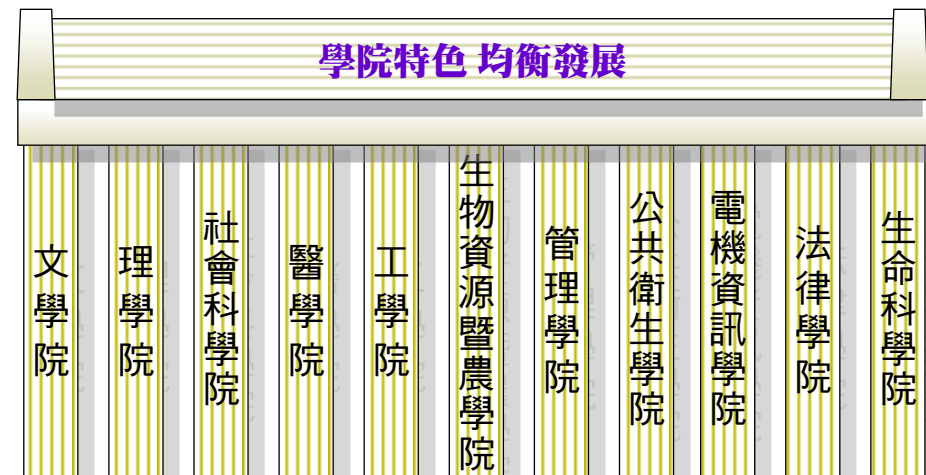 學院特色 均衡發展
文學院
理學院
社會科學院
醫學院
工學院
生物資源暨農學院
管理學院
公共衛生學院
電機資訊學院
法律學院
生命科學院